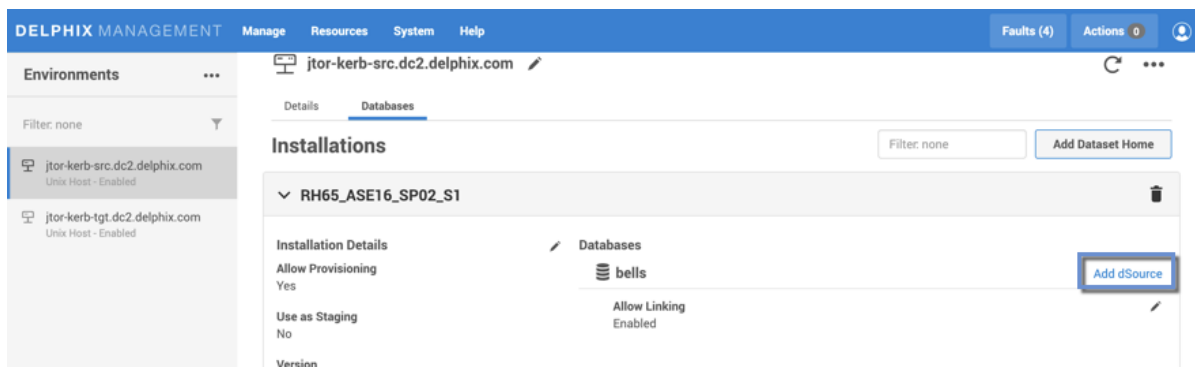 DELPHIX MANAGEMENT Manage Resources System Help Faults (4) Actions 0
Environments
Filter: none
jtor-kerb-src.dc2.delphix.com
Unix Host - Enabled
jtor-kerb-tgt.dc2.delphix.com
Unix Host - Enabled
jtor-kerb-src.dc2.delphix.com
Details Databases
Installations Filter: none Add Dataset Home
RH65_ASE16_SP02_S1
Installation Details
Allow Provisioning
Yes
Use as Staging
No
Version
Databases
bells Add dSource
Allow Linking
Enabled